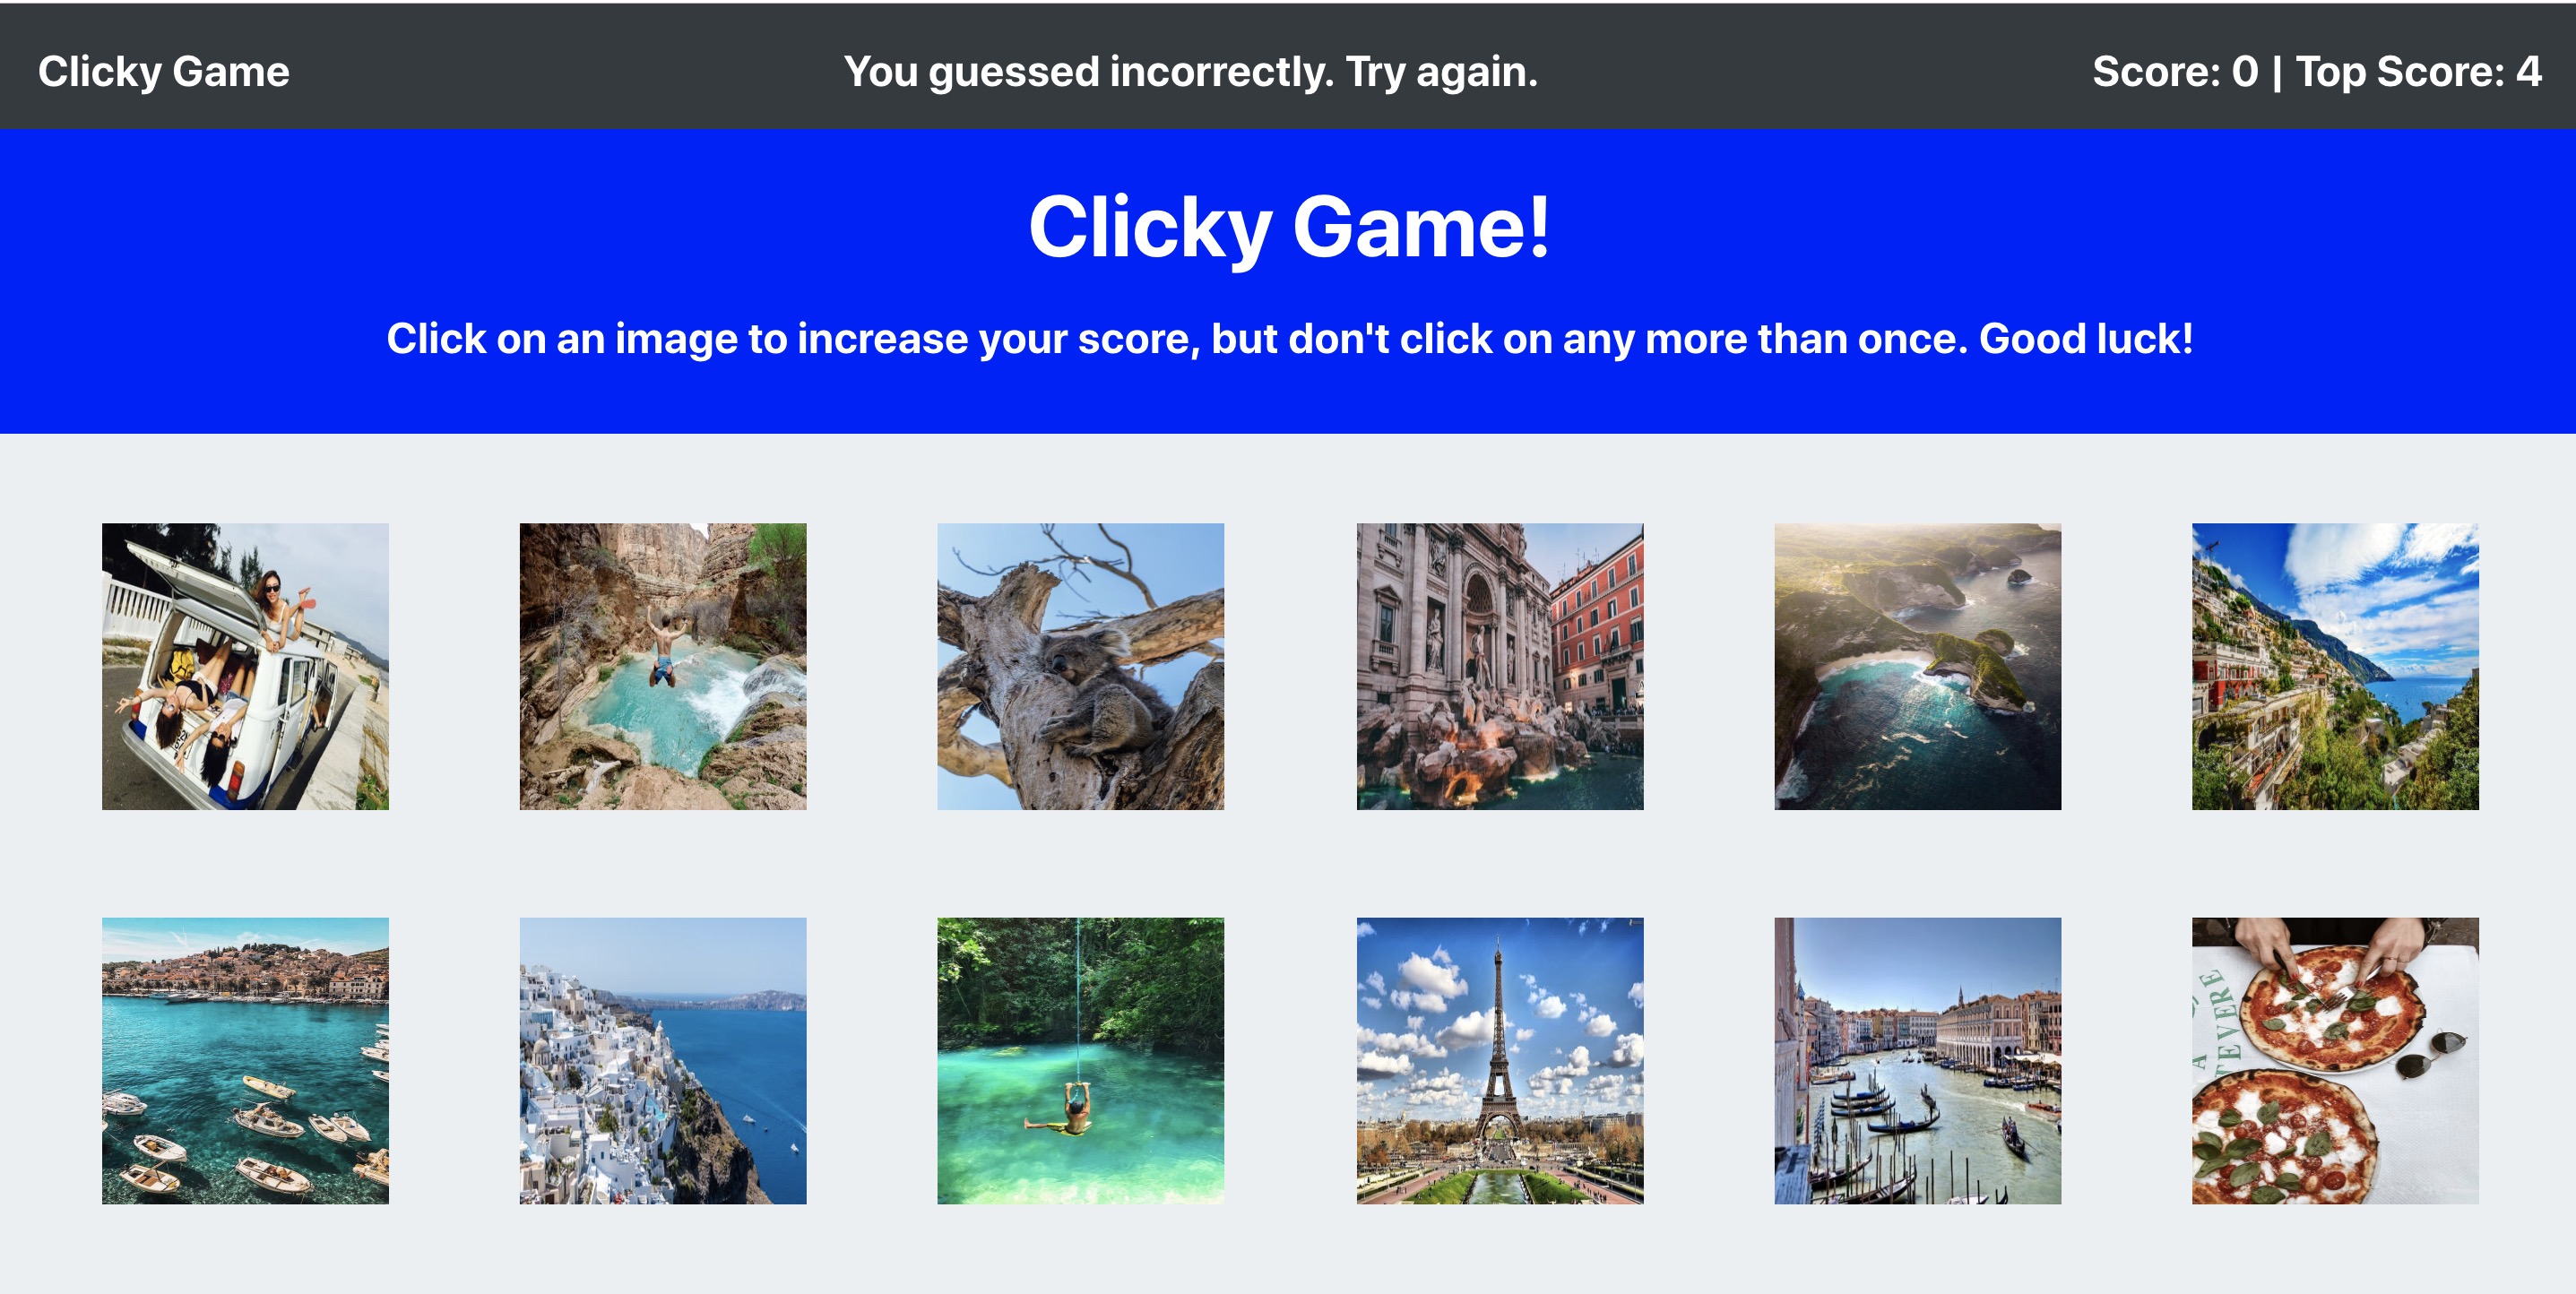 Clicky Game
You guessed incorrectly. Try again.
Score: 0 | Top Score: 4
Clicky Game!
Click on an image to increase your score, but don't click on any more than once. Good luck!
TEVERE